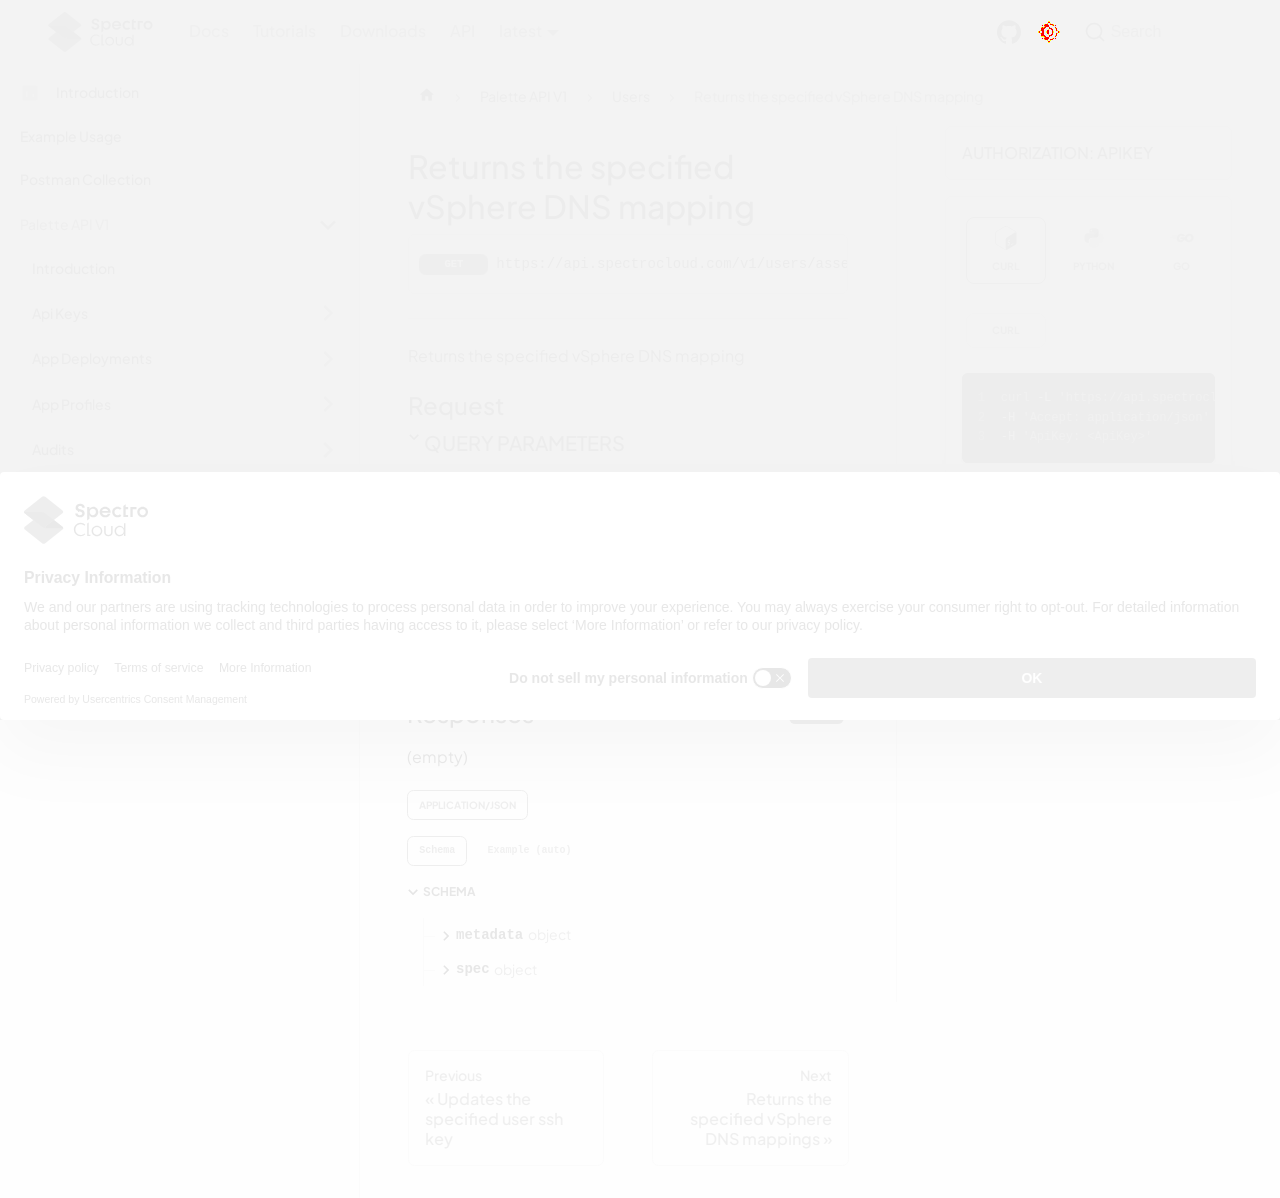 Spectro
Cloud
Docs Tutorials Downloads API latest
Search
Introduction
Example Usage
Postman Collection
Palette API V1
Introduction
Api Keys
App Deployments
App Profiles
Audits
Palette API V1
Users
Returns the specified vSphere DNS mapping
Returns the specified
vSphere DNS mapping
GET https://api.spectrocloud.com/v1/users/asse
Returns the specified vSphere DNS mapping
Request
QUERY PARAMETERS
AUTHORIZATION: APIKEY
CURL PYTHON GO
CURL
Spectro
Cloud
Privacy Information
We and our partners are using tracking technologies to process personal data in order to improve your experience. You may always exercise your consumer right to opt-out. For detailed information
about personal information we collect and third parties having access to it, please select 'More Information' or refer to our privacy policy.
Privacy policy Terms of service More Information
Powered by Usercentrics Consent Management
Do not sell my personal information
OK
Responses
(empty)
APPLICATION/JSON
Schema Example (auto)
SCHEMA
metadata object
spec object
Previous
« Updates the
specified user ssh
key
Next
Returns the
specified vSphere
DNS mappings »